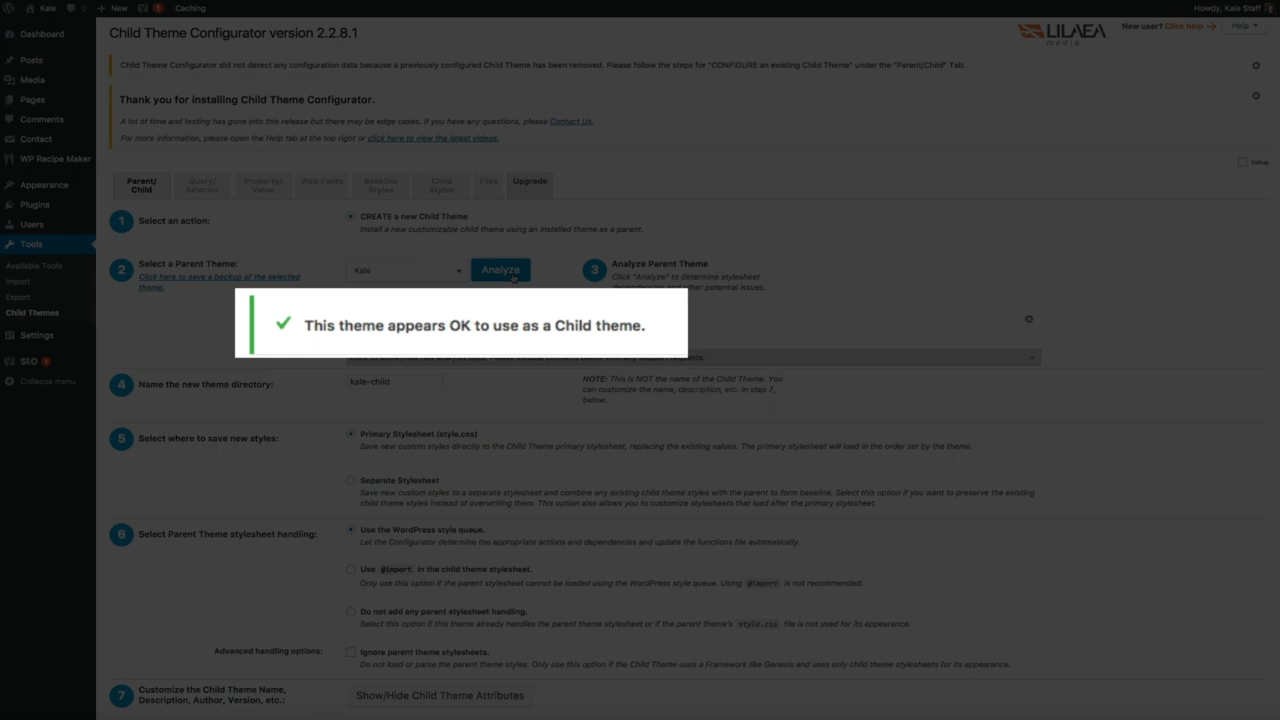 Kale
0
1
New
1
Caching
Howdy, Kale Staff
Dashboard
Posts
Media
Pages
Comments
Contact
WP Recipe Maker
Appearance
Plugins
Users
Tools
Available Tools
Import
Export
Child Themes
Settings
SEO 1
Collapse menu
Child Theme Configurator version 2.2.8.1
LILAEA
media
New user? Click help
Help
Child Theme Configurator did not detect any configuration data because a previously configured Child Theme has been removed. Please follow the steps for "CONFIGURE an existing Child Theme" under the "Parent/Child" Tab.
Thank you for installing Child Theme Configurator.
A lot of time and testing has gone into this release but there may be edge cases. If you have any questions, please Contact Us.
For more information, please open the Help tab at the top right or click here to view the latest videos.
Debug
Parent/
Child
Query/
Selector
Property/
Value
Web Fonts
Baseline
Styles
Child
Styles
Files
Upgrade
1
Select an action:
CREATE a new Child Theme
Install a new customizable child theme using an installed theme as a parent.
2
Select a Parent Theme:
Click here to save a backup of the selected
theme.
Kale
Analyze
3
Analyze Parent Theme
Click "Analyze" to determine stylesheet
dependencies and other potential issues.
This theme appears OK to use as a Child theme.
4
Name the new theme directory:
kale-child
NOTE: This is NOT the name of the Child Theme. You
can customize the name, description, etc. in step 7,
below.
5
Select where to save new styles:
Primary Stylesheet (style.css)
Save new custom styles directly to the Child Theme primary stylesheet, replacing the existing values. The primary stylesheet will load in the order set by the theme.
Separate Stylesheet
Save new custom styles to a separate stylesheet and combine any existing child theme styles with the parent to form baseline. Select this option if you want to preserve the existing
child theme styles instead of overwriting them. This option also allows you to customize stylesheets that load after the primary stylesheet.
6
Select Parent Theme stylesheet handling:
Use the WordPress style queue.
Let the Configurator determine the appropriate actions and dependencies and update the functions file automatically.
Use @import in the child theme stylesheet.
Only use this option if the parent stylesheet cannot be loaded using the WordPress style queue. Using @import is not recommended.
Do not add any parent stylesheet handling.
Select this option if this theme already handles the parent theme stylesheet or if the parent theme's style.css file is not used for its appearance.
Advanced handling options:
Ignore parent theme stylesheets.
Do not load or parse the parent theme styles. Only use this option if the Child Theme uses a Framework like Genesis and uses only child theme stylesheets for its appearance.
7
Customize the Child Theme Name,
Description, Author, Version, etc.:
Show/Hide Child Theme Attributes